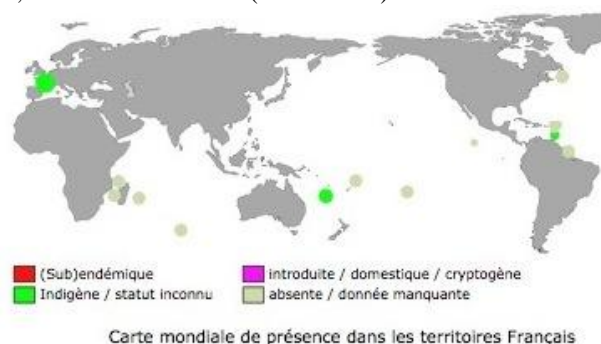 (Sub)endémique
introduite / domestique / cryptogène
Indigène / statut inconnu
absente / donnée manquante
Carte mondiale de présence dans les territoires Français